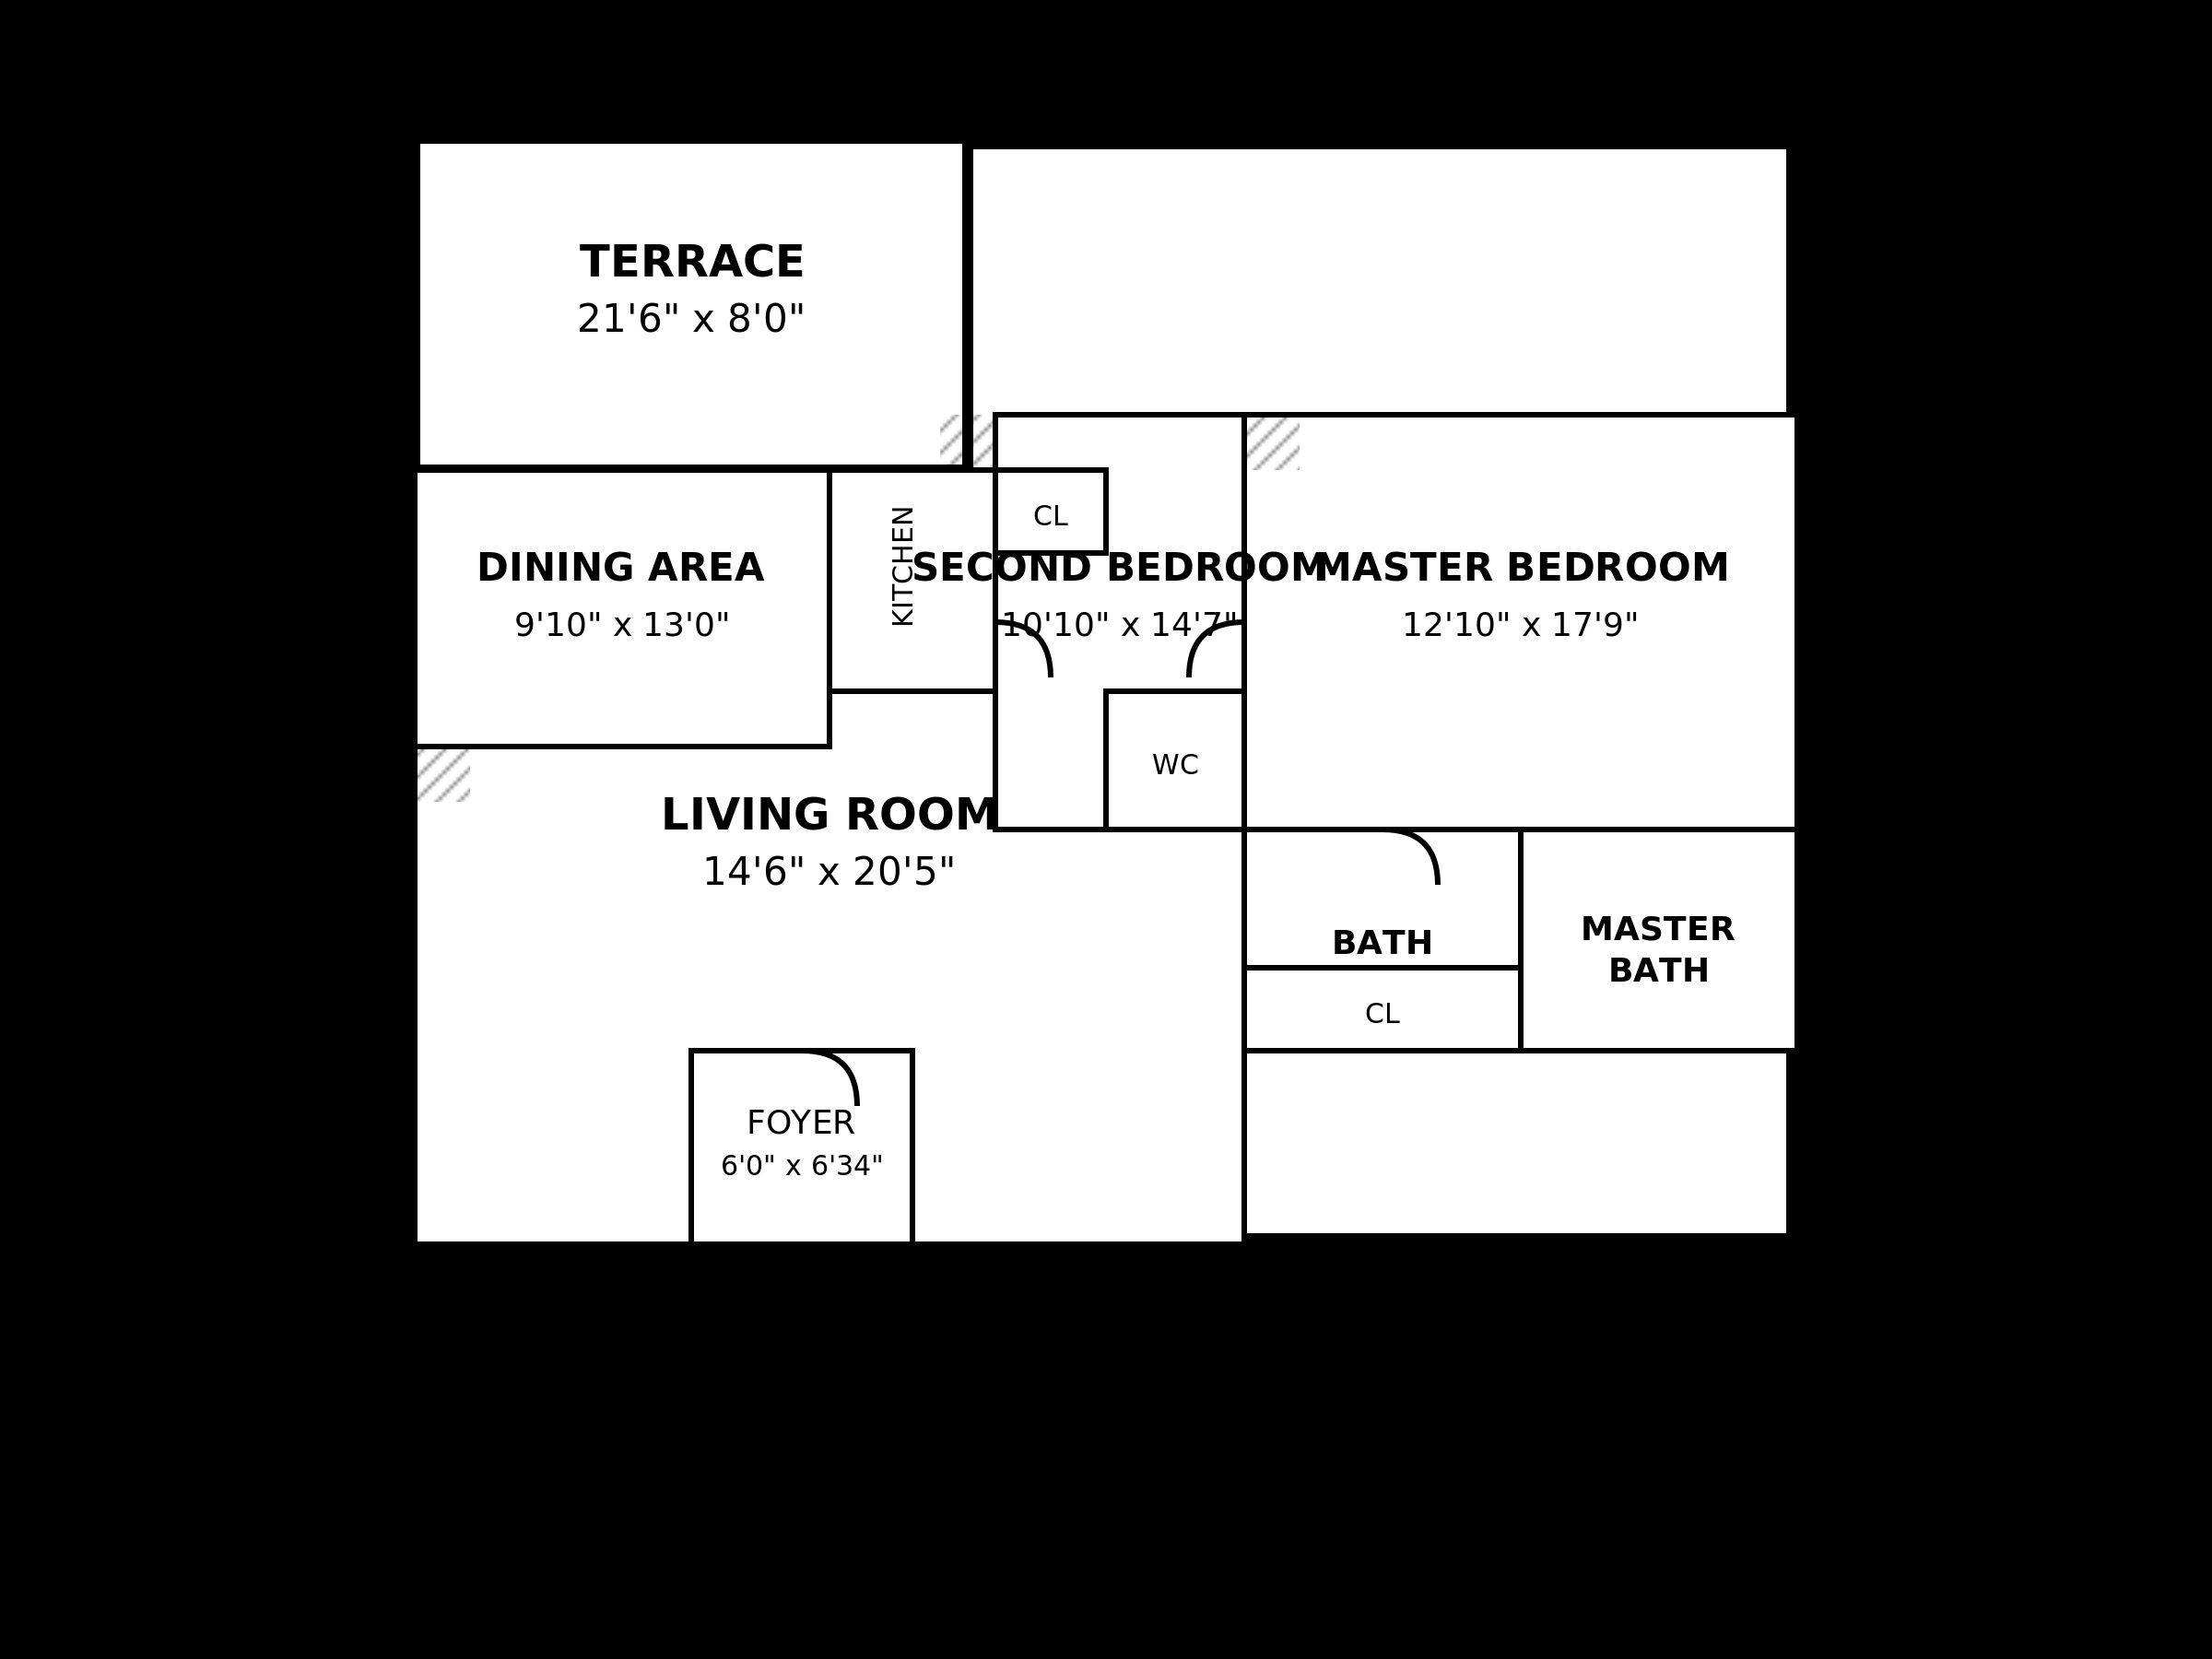 TERRACE
21'6" x 8'0"
CL
DINING AREA
9'10" x 13'0"
KITCHEN
SECOND BEDROOM
10'10" x 14'7"
MASTER BEDROOM
12'10" x 17'9"
WC
LIVING ROOM
14'6" x 20'5"
BATH
MASTER
BATH
CL
FOYER
6'0" x 6'34"